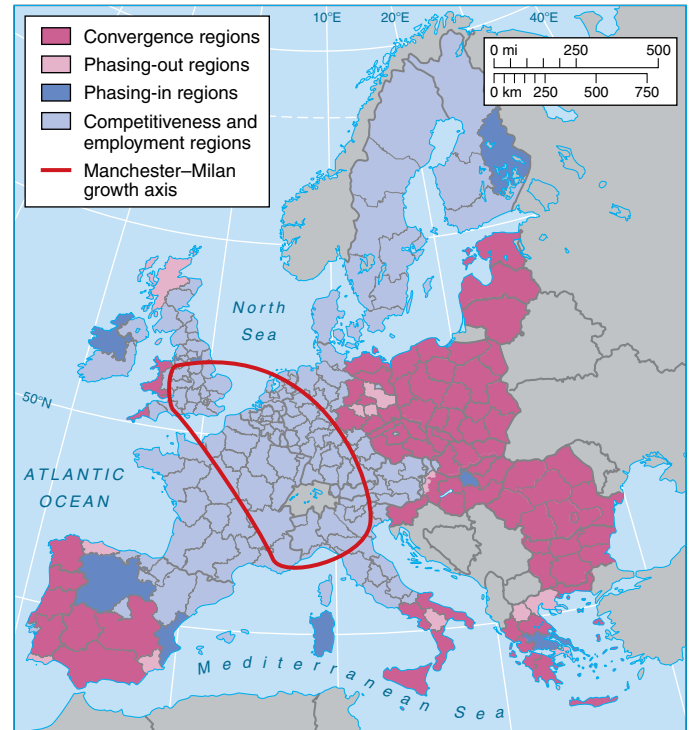 10°E
20°E
40°E
Convergence regions
Phasing-out regions
Phasing-in regions
Competitiveness and
employment regions
Manchester–Milan
growth axis
0 mi 250 500
0 km 250 500 750
North
Sea
50°N
ATLANTIC
OCEAN
Mediterranean Sea